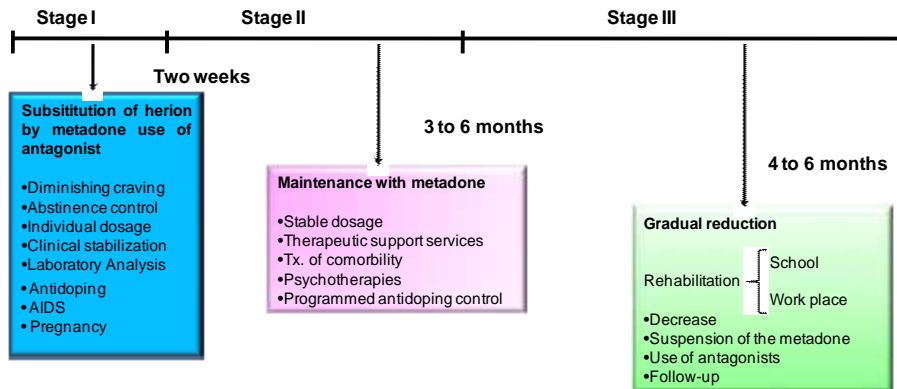 Stage I
Stage II
Stage III
Two weeks
Subsititution of herion
by metadone use of
antagonist
•Diminishing craving
•Abstinence control
•Individual dosage
•Clinical stabilization
•Laboratory Analysis
•Antidoping
•AIDS
•Pregnancy
3 to 6 months
Maintenance with metadone
•Stable dosage
•Therapeutic support services
•Tx. of comorbility
•Psychotherapies
•Programmed antidoping control
4 to 6 months
Gradual reduction
School
Rehabilitation
Work place
•Decrease
•Suspension of the metadone
•Use of antagonists
•Follow-up